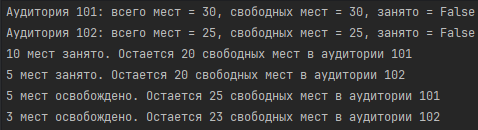 Аудитория 101: всего мест = 30, свободных мест = 30, занято = False
Аудитория 102: всего мест = 25, свободных мест = 25, занято = False
10 мест занято. Остается 20 свободных мест в аудитории 101
5 мест занято. Остается 20 свободных мест в аудитории 102
5 мест освобождено. Остается 25 свободных мест в аудитории 101
3 мест освобождено. Остается 23 свободных мест в аудитории 102